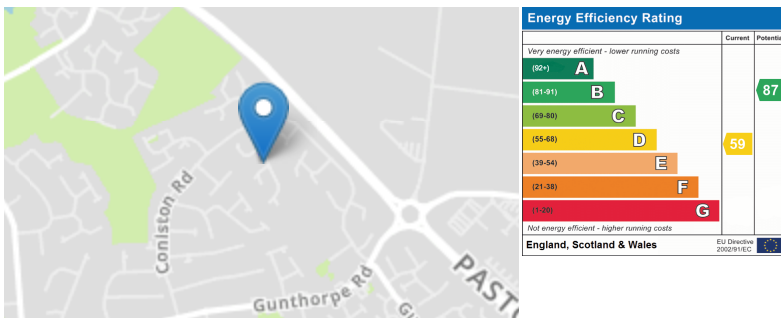 Coniston Rd
Gunthorpe Rd
Gu
PAST
Energy Efficiency Rating
Current Potentia
Very energy efficient - lower running costs
(92+) A
(81-91) B
87
(69-80) C
(55-68) D
59
(39-54) E
(21-38) F
(1-20) G
Not energy efficient - higher running costs
England, Scotland & Wales
EU Directive
2002/91/EC